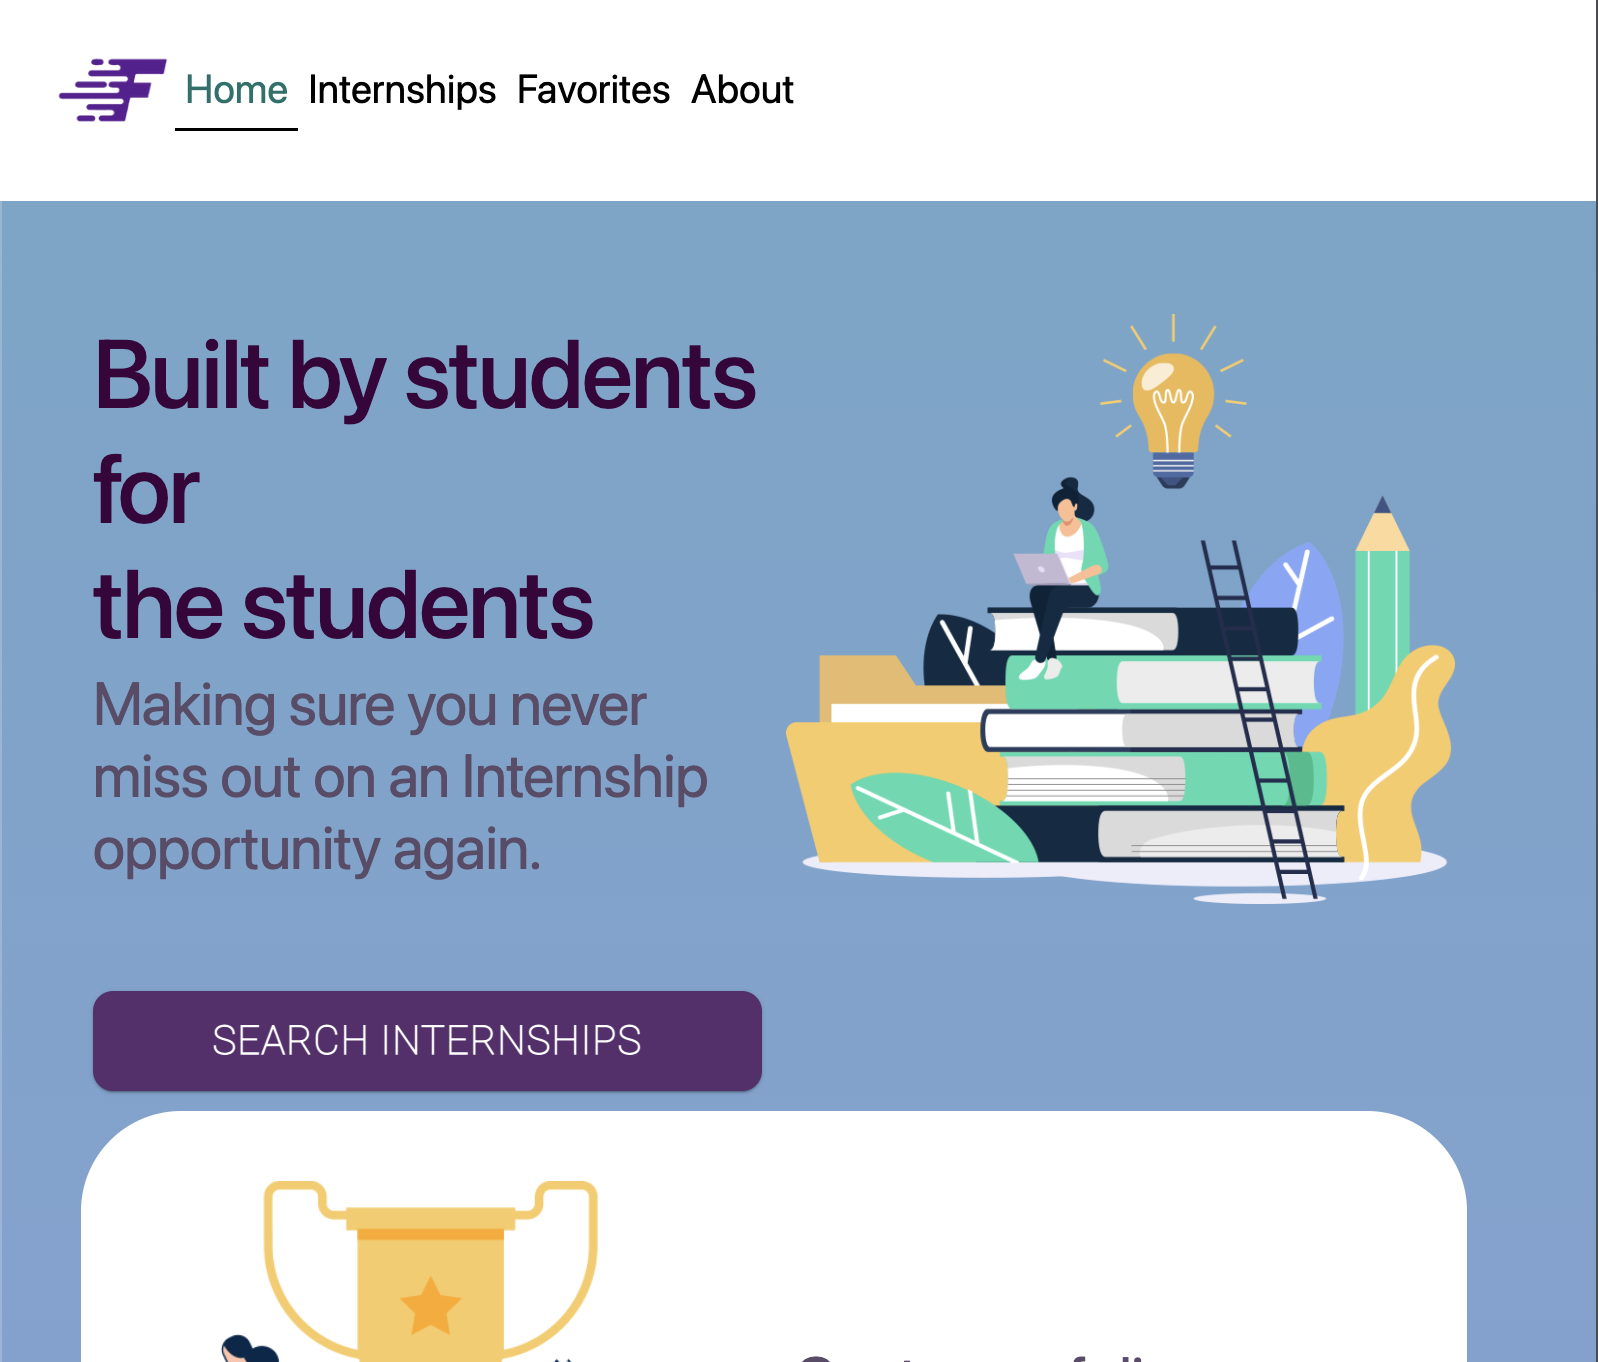 Home Internships Favorites About
Built by students
for
the students
Making sure you never
miss out on an Internship
opportunity again.
SEARCH INTERNSHIPS